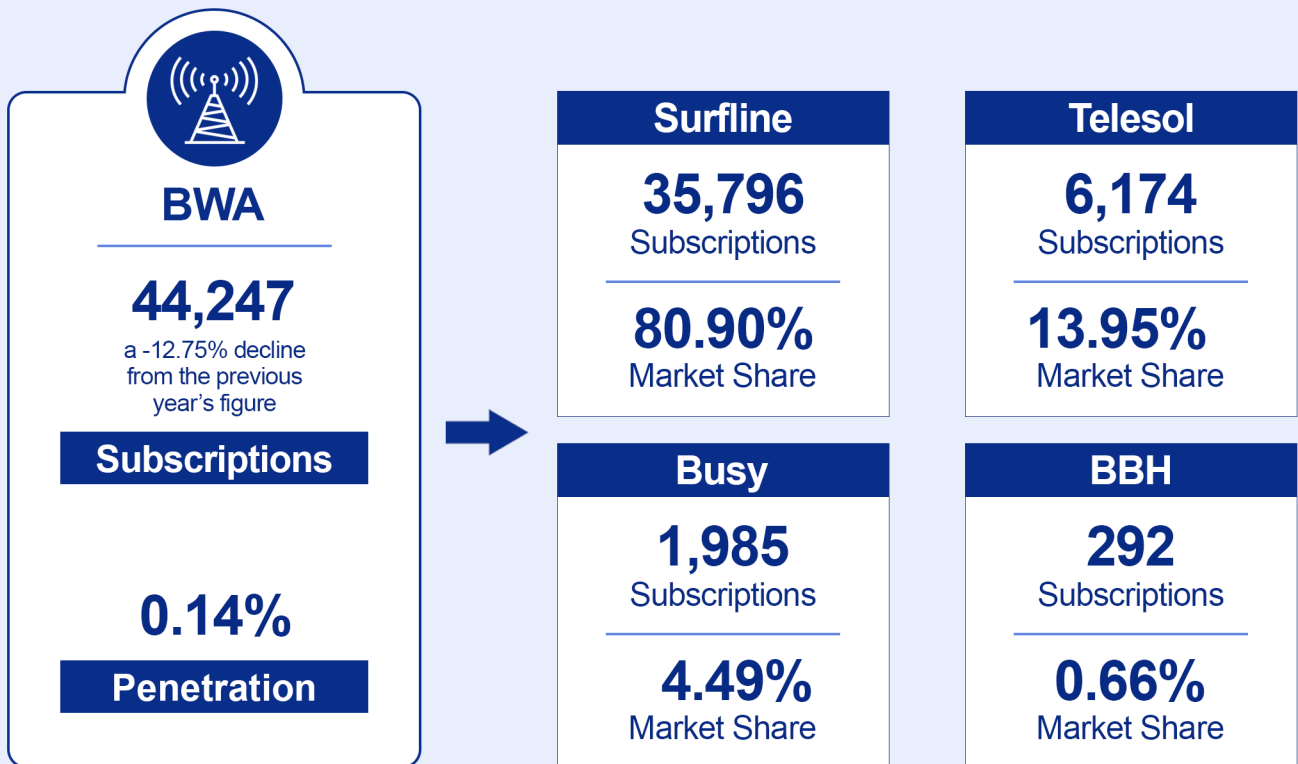 BWA
44,247
a -12.75% decline
from the previous
year's figure
Subscriptions
0.14%
Penetration
Surfline
35,796
Subscriptions
80.90%
Market Share
Telesol
6,174
Subscriptions
13.95%
Market Share
Busy
1,985
Subscriptions
4.49%
Market Share
BBH
292
Subscriptions
0.66%
Market Share